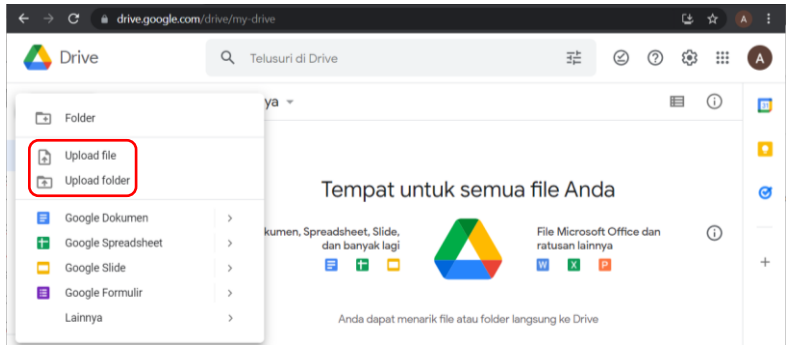 drive.google.com/drive/my-drive
A
Drive
Telusuri di Drive
A
ya
31
Folder
Upload file
Upload folder
Google Dokumen
Google Spreadsheet
Google Slide
Google Formulir
Lainnya
Tempat untuk semua file Anda
kumen, Spreadsheet, Slide,
dan banyak lagi
File Microsoft Office dan
ratusan lainnya
W X P
Anda dapat menarik file atau folder langsung ke Drive